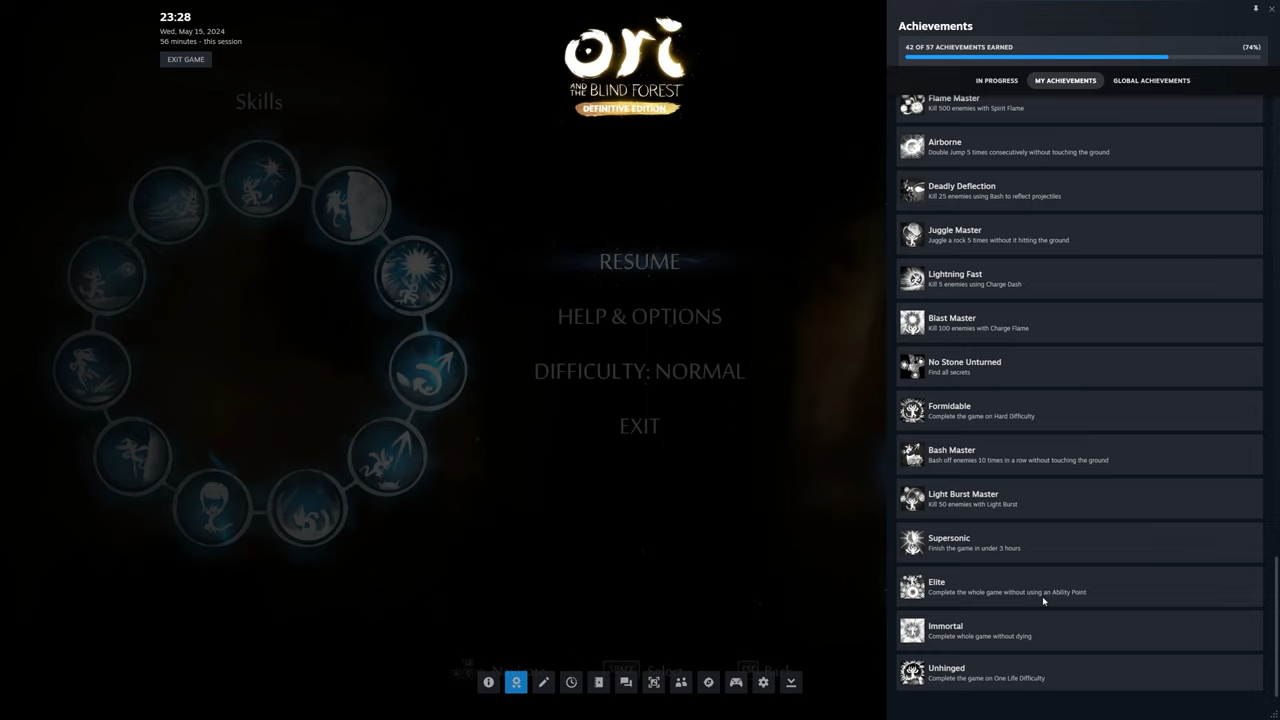 23:28
Wed, May 15, 2024
56 minutes - this session
EXIT GAME
Skills
ori
AND THE BLIND FOREST
DEFINITIVE EDITION
RESUME
HELP & OPTIONS
DIFFICULTY: NORMAL
EXIT
Select
Back
Achievements
42 OF 57 ACHIEVEMENTS EARNED (74%)
IN PROGRESS MY ACHIEVEMENTS GLOBAL ACHIEVEMENTS
Flame Master
Kill 500 enemies with Spirit Flame
Airborne
Double Jump 5 times consecutively without touching the ground
Deadly Deflection
Kill 25 enemies using Bash to reflect projectiles
Juggle Master
Juggle a rock 5 times without it hitting the ground
Lightning Fast
Kill 5 enemies using Charge Dash
Blast Master
Kill 100 enemies with Charge Flame
No Stone Unturned
Find all secrets
Formidable
Complete the game on Hard Difficulty
Bash Master
Bash off enemies 10 times in a row without touching the ground
Light Burst Master
Kill 50 enemies with Light Burst
Supersonic
Finish the game in under 3 hours
Elite
Complete the whole game without using an Ability Point
Immortal
Complete whole game without dying
Unhinged
Complete the game on One Life Difficulty